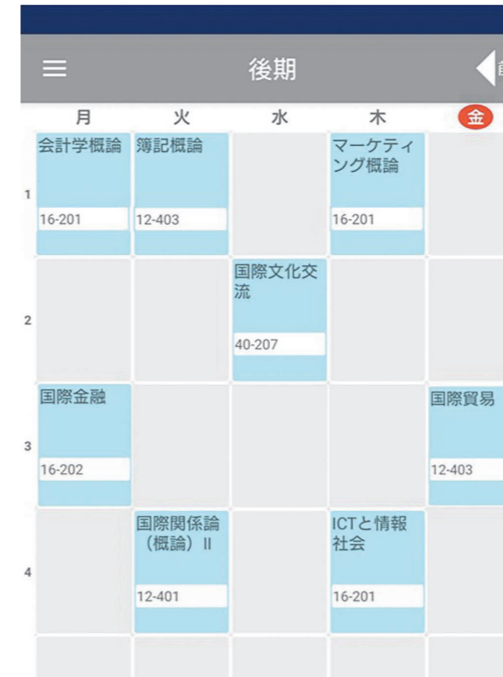 後期
月 火 水 木 金
会計学概論 簿記概論 マーケティ
ング概論
1
16-201 12-403 16-201
国際文化交
流
2
40-207
国際金融 国際貿易
3
16-202 12-403
国際関係論 ICTと情報
(概論) II 社会
4
12-401 16-201